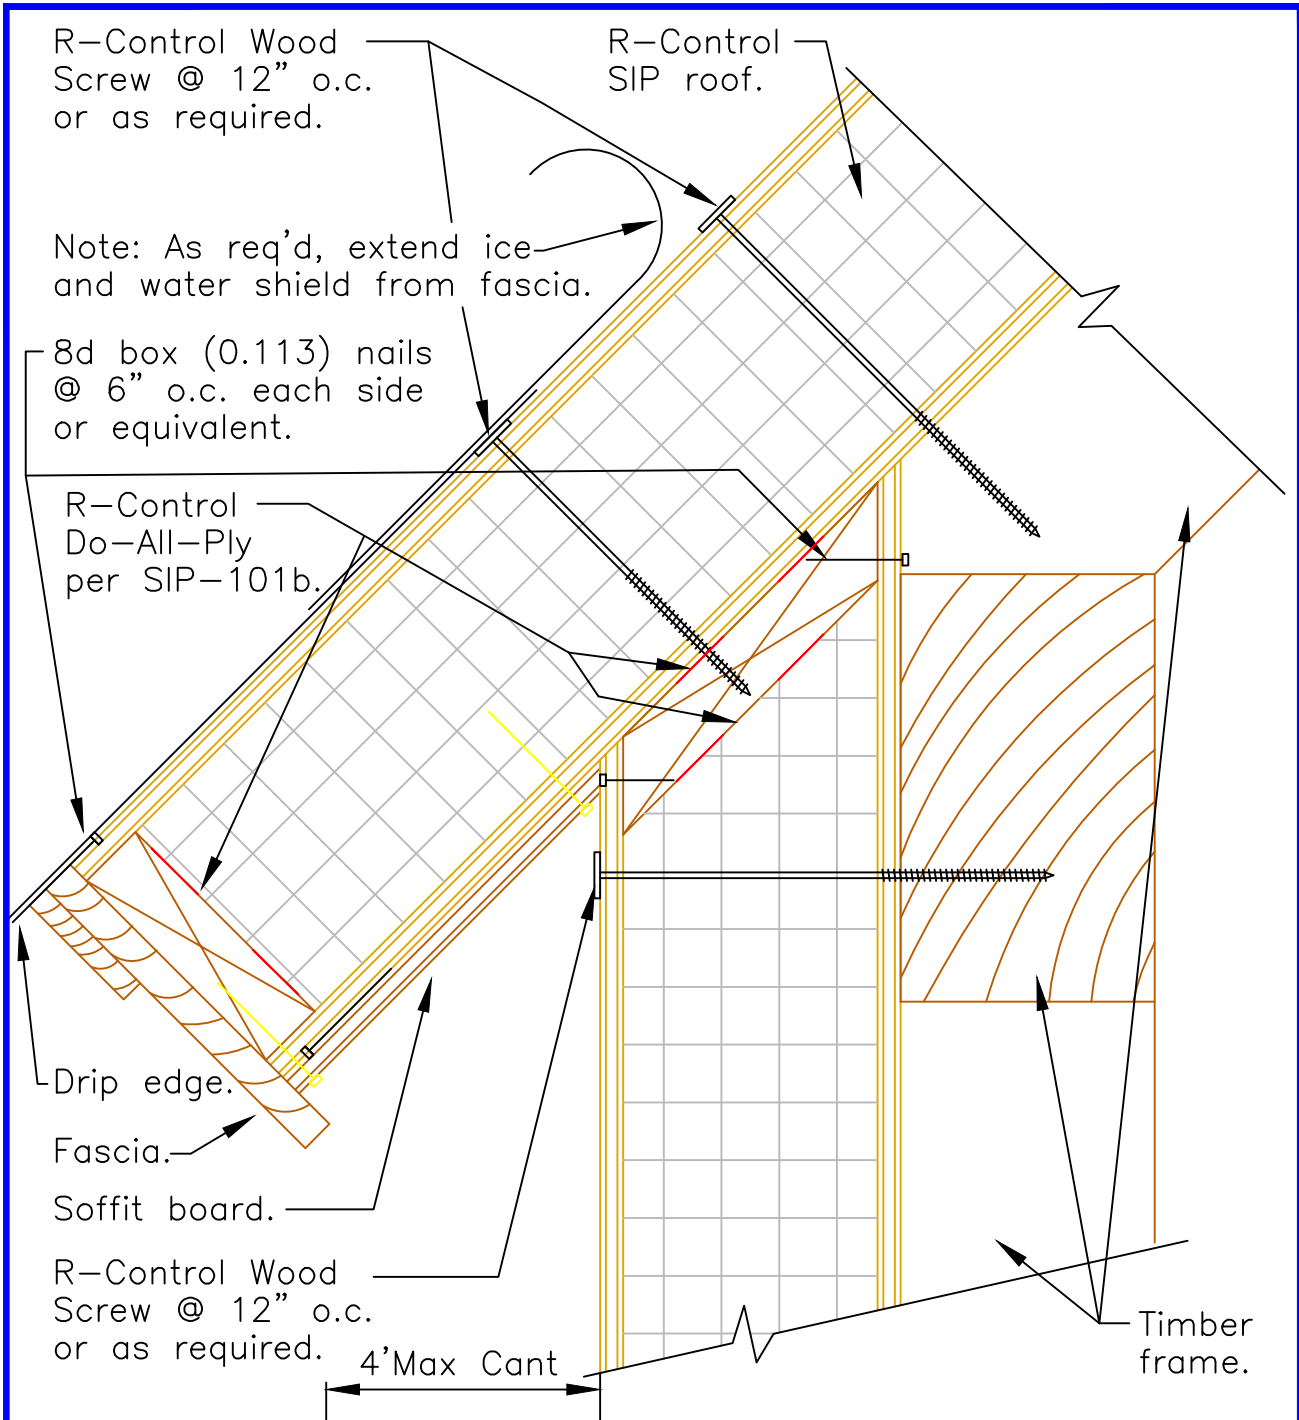 R-Control Wood
Screw @ 12" o.c.
or as required.
R-Control
SIP roof.
Note: As req'd, extend ice
and water shield from fascia.
8d box (0.113) nails
@ 6" o.c. each side
or equivalent.
R-Control
Do-All-Ply
per SIP-101b.
Drip edge.
Fascia.
Soffit board.
R-Control Wood
Screw @ 12" o.c.
or as required.
4'Max Cant
Timber
frame.